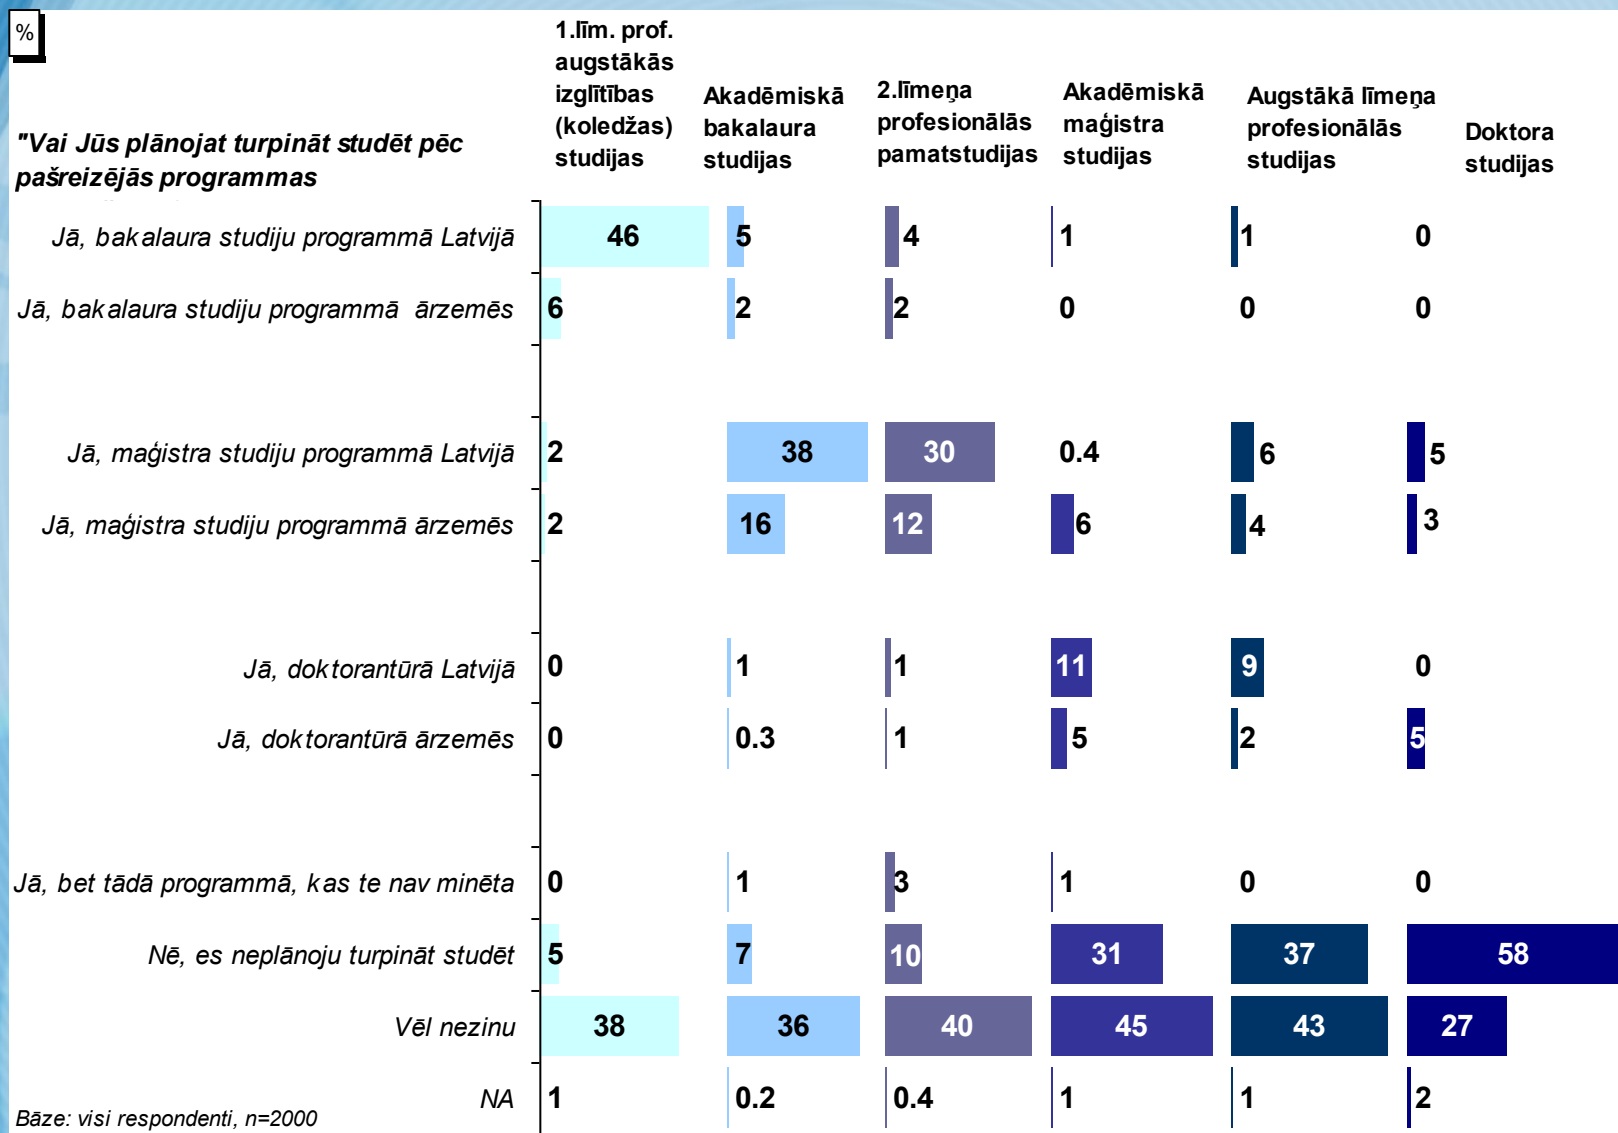 %
1.līm. prof.
augstākās
izglītības
(koledžas)
studijas
Akadēmiskā
bakalaura
studijas
2.līmeņa
profesionālās
pamatstudijas
Akadēmiskā
maģistra
studijas
Augstākā līmeņa
profesionālās
studijas
Doktora
studijas
"Vai Jūs plānojat turpināt studēt pēc
pašreizējās programmas
Jā, bakalaura studiju programmā Latvijā 46 5 4 1 1 0
Jā, bakalaura studiju programmā ārzemēs 6 2 2 0 0 0
Jā, maģistra studiju programmā Latvijā 2 38 30 0.4 6 5
Jā, maģistra studiju programmā ārzemēs 2 16 12 6 4 3
Jā, doktorantūrā Latvijā 0 1 1 11 9 0
Jā, doktorantūrā ārzemēs 0 0.3 1 5 2 5
Jā, bet tādā programmā, kas te nav minēta 0 1 3 1 0 0
Nē, es neplānoju turpināt studēt 5 7 10 31 37 58
Vēl nezinu 38 36 40 45 43 27
NA 1 0.2 0.4 1 1 2
Bāze: visi respondenti, n=2000